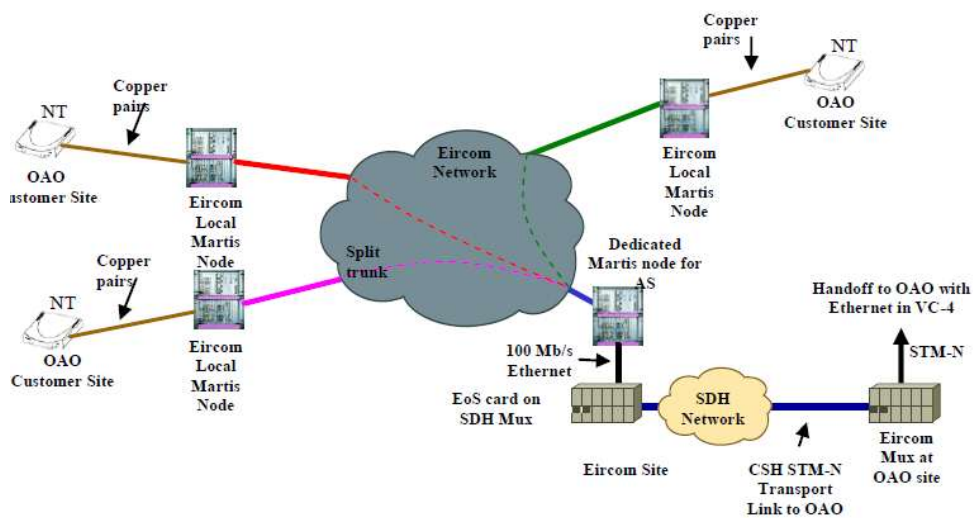 Copper
pairs
NT
OAO
Customer Site
Copper
pairs
NT
OAO
ustomer Site
Eircom
Local
Martis
Node
Eircom
Network
Eircom
Local
Martis
Node
Split
trunk
Dedicated
Martis node for
AS
Copper
pairs
NT
OAO
Customer Site
Eircom
Local
Martis
Node
Handoff to OAO with
Ethernet in VC-4
STM-N
100 Mb/s
Ethernet
EoS card on
SDH Mux
SDH
Network
Eircom Site
CSH STM-N
Transport
Link to OAO
Eircom
Mux at
OAO site